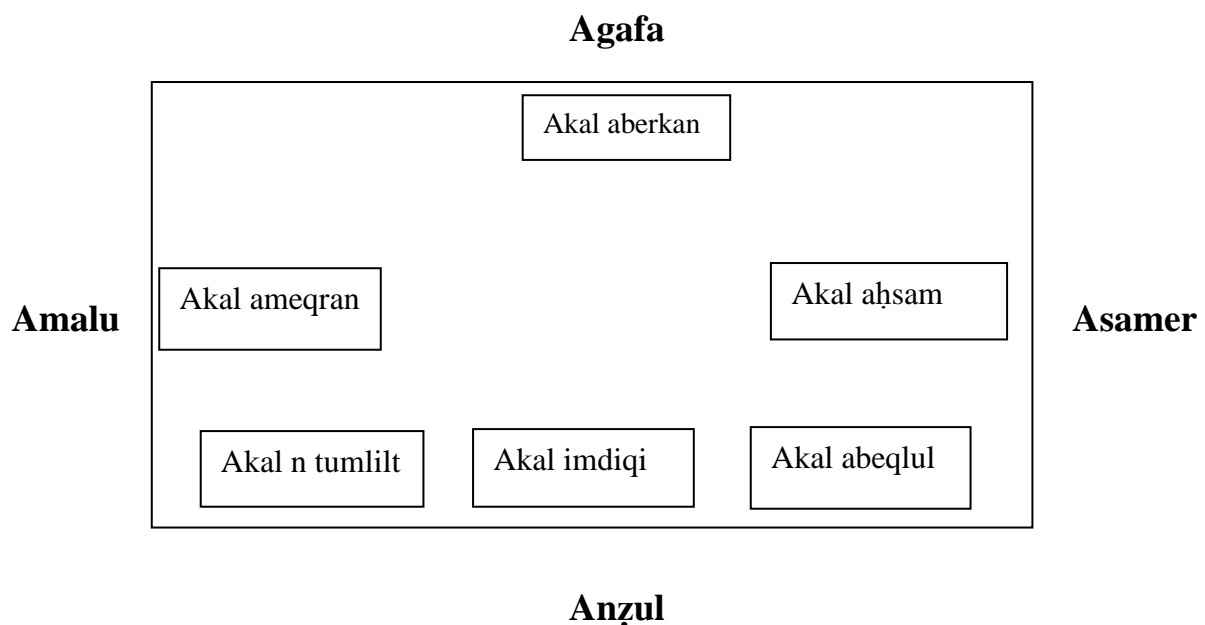 Agafa
Akal aberkan
Akal ameqran
Akal aḥsam
Amalu
Asamer
Akal n tumlilt
Akal imdiqi
Akal abeqlul
Anẓul